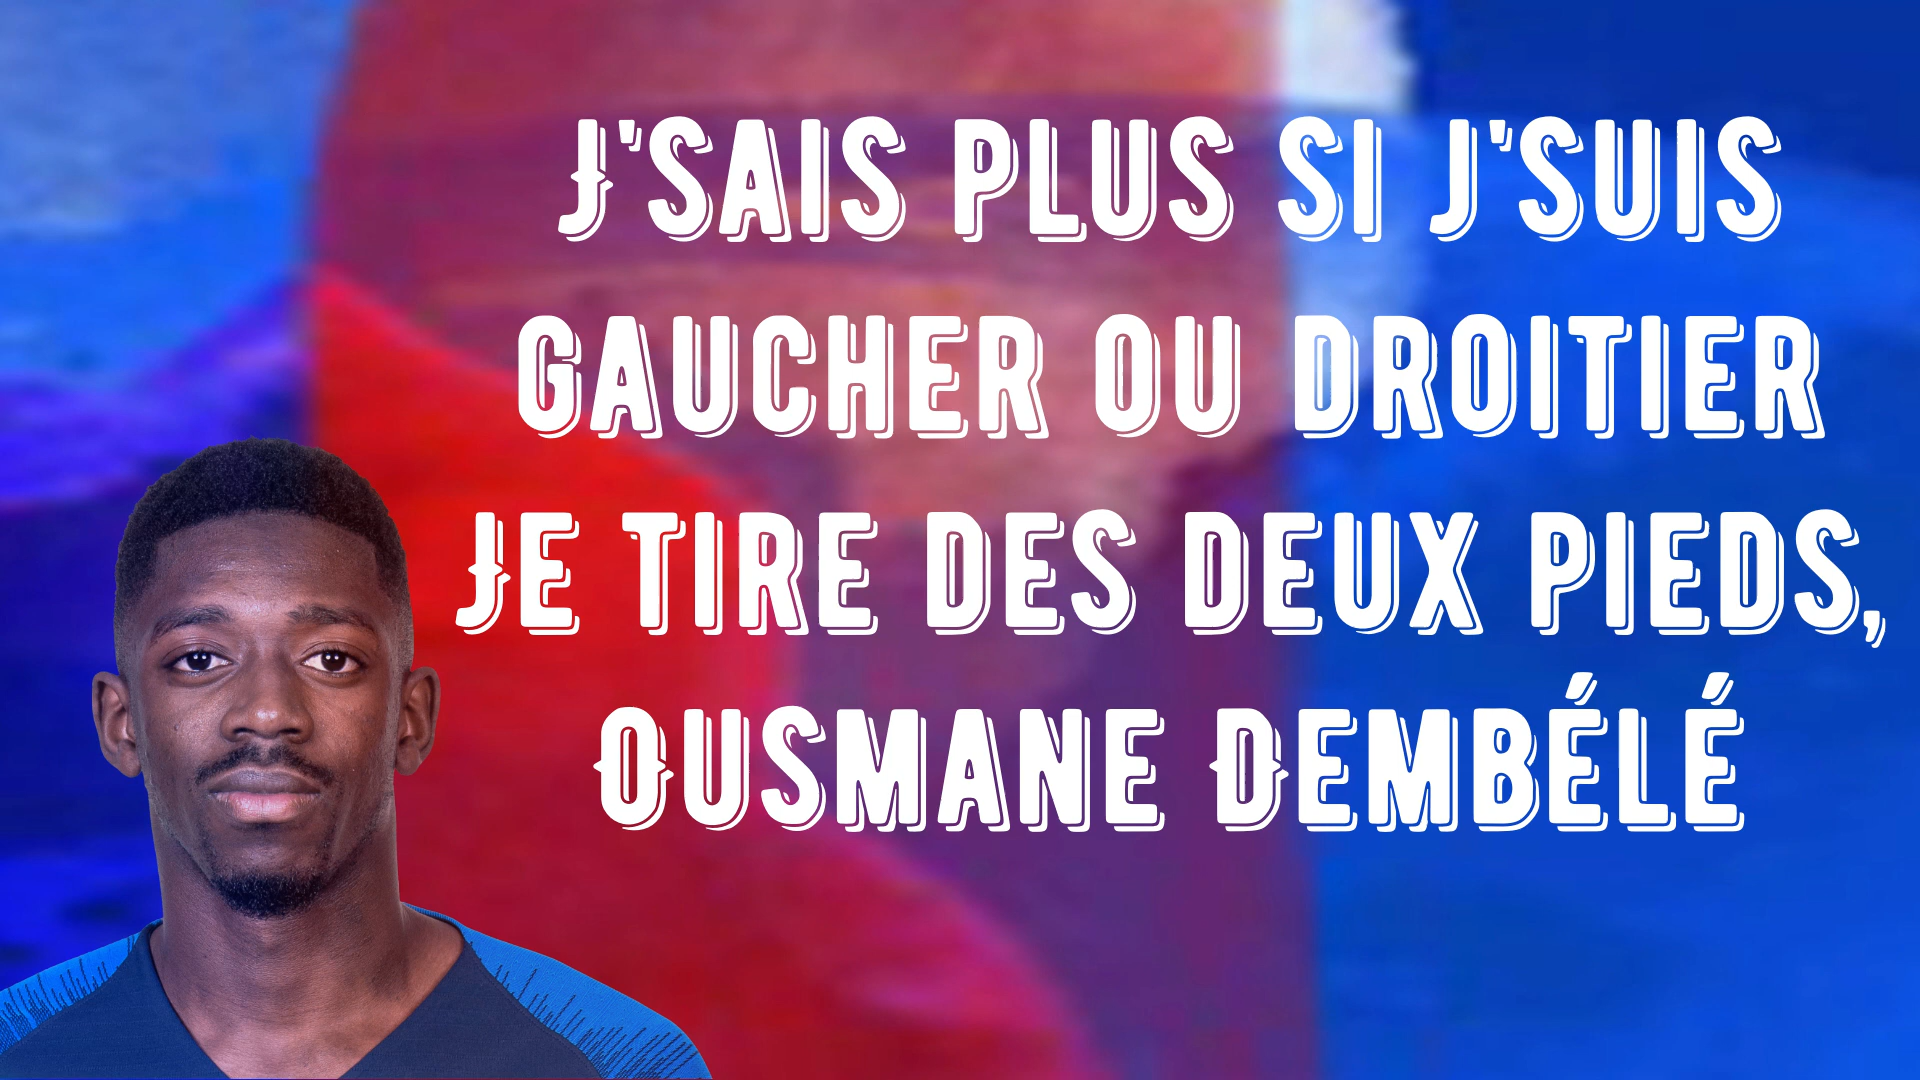 J'SAIS PLUS SI J'SUIS
GAUCHER OU DROITIER
JE TIRE DES DEUX PIEDS,
OUSMANE DEMBÉLÉ